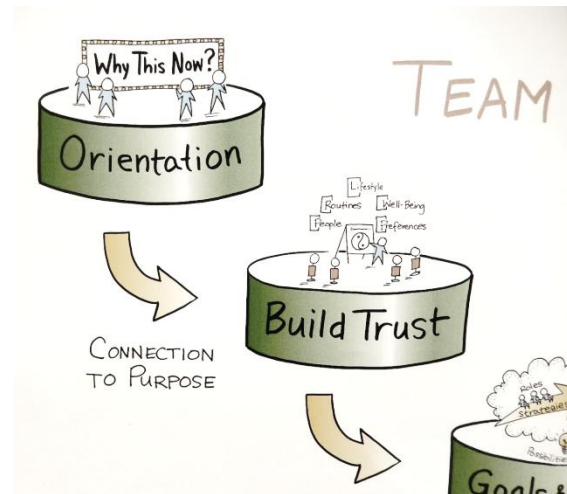 Why This Now?
TEAM
Orientation
Lifestyle
Routines
Well-Being
People
Preferences
Build Trust
CONNECTION
TO PURPOSE
Roles
Strategies
Possibilities
Goals &